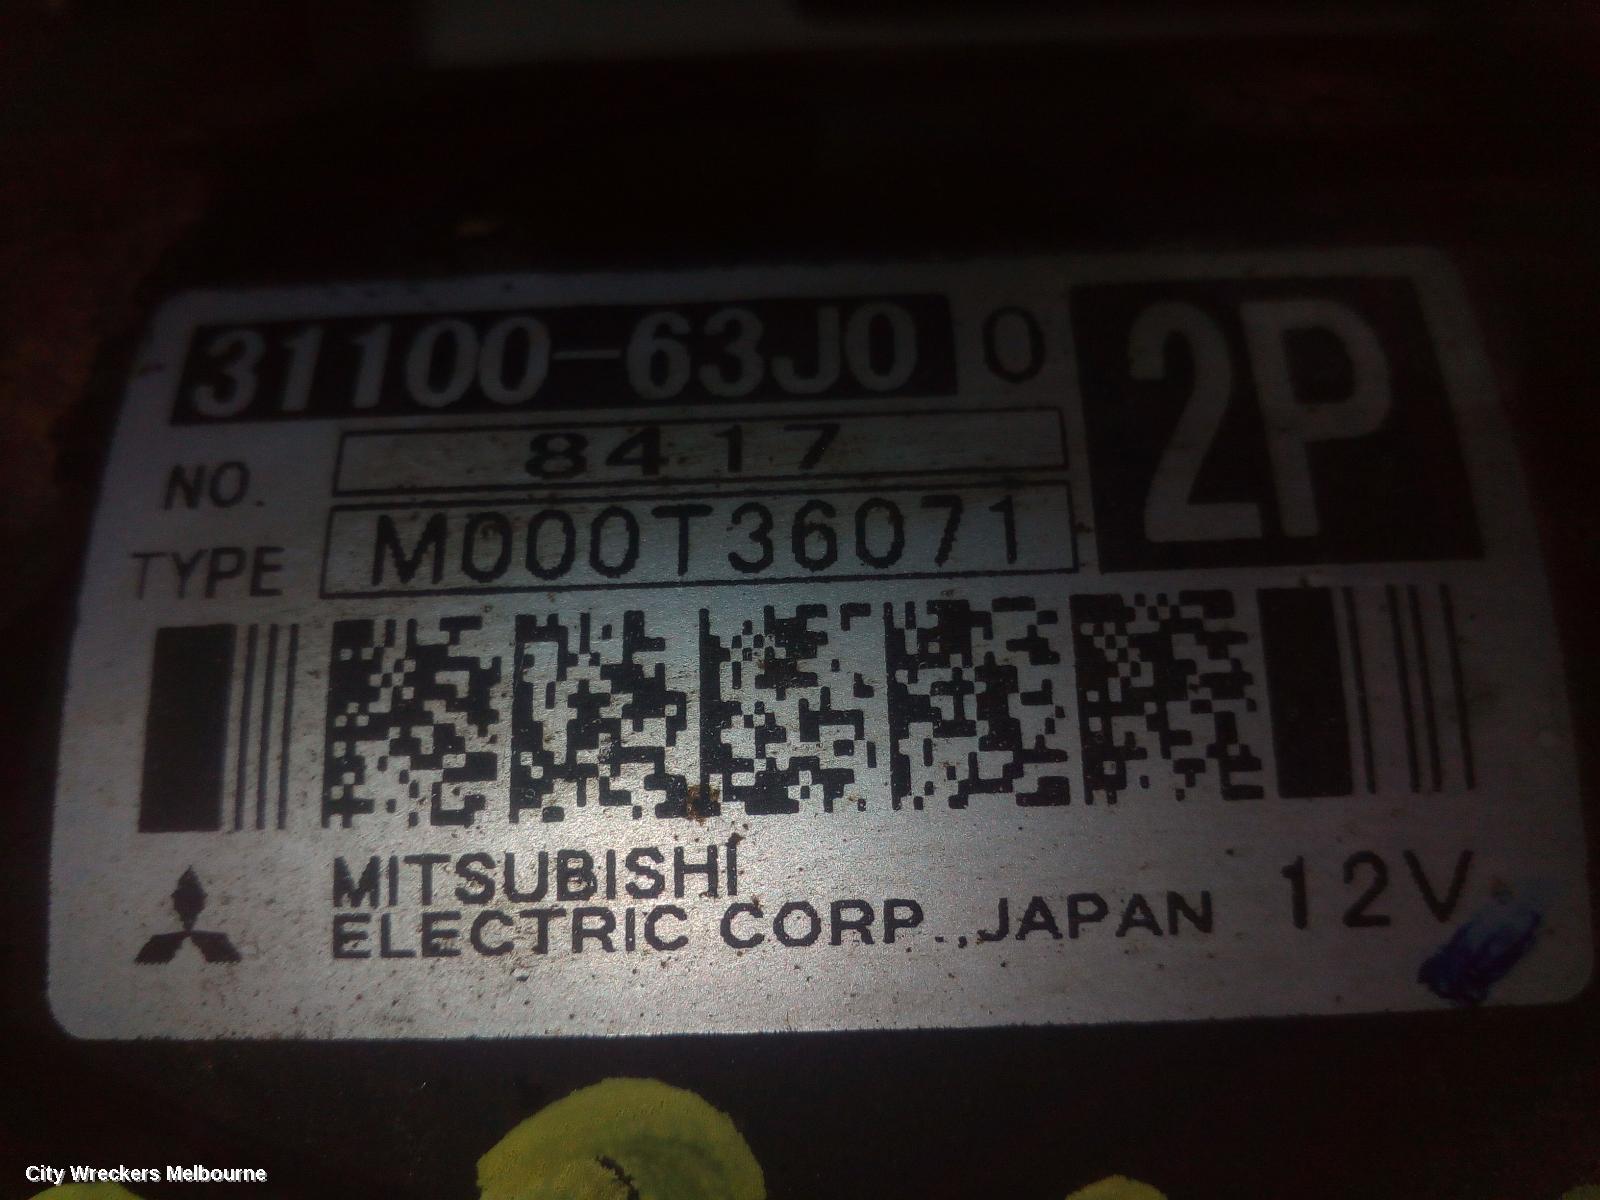 31100-63J0 0
2P
NO. 8417
TYPE M000T36071
MITSUBISHI
ELECTRIC CORP.,JAPAN 12V
City Wreckers Melbourne